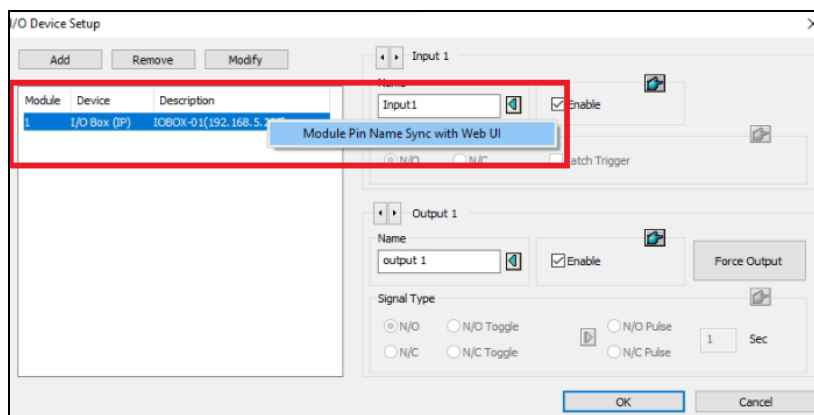 I/O Device Setup
Add Remove Modify
Module Device Description
1 I/O Box (IP)
Module Pin Name Sync with Web UI
Input 1
Name
Input1
Enable
N/O N/C
Output 1
Name
output 1
Enable
Force Output
Signal Type
N/O N/O Toggle N/O Pulse
N/C N/C Toggle N/C Pulse
1 Sec
OK Cancel